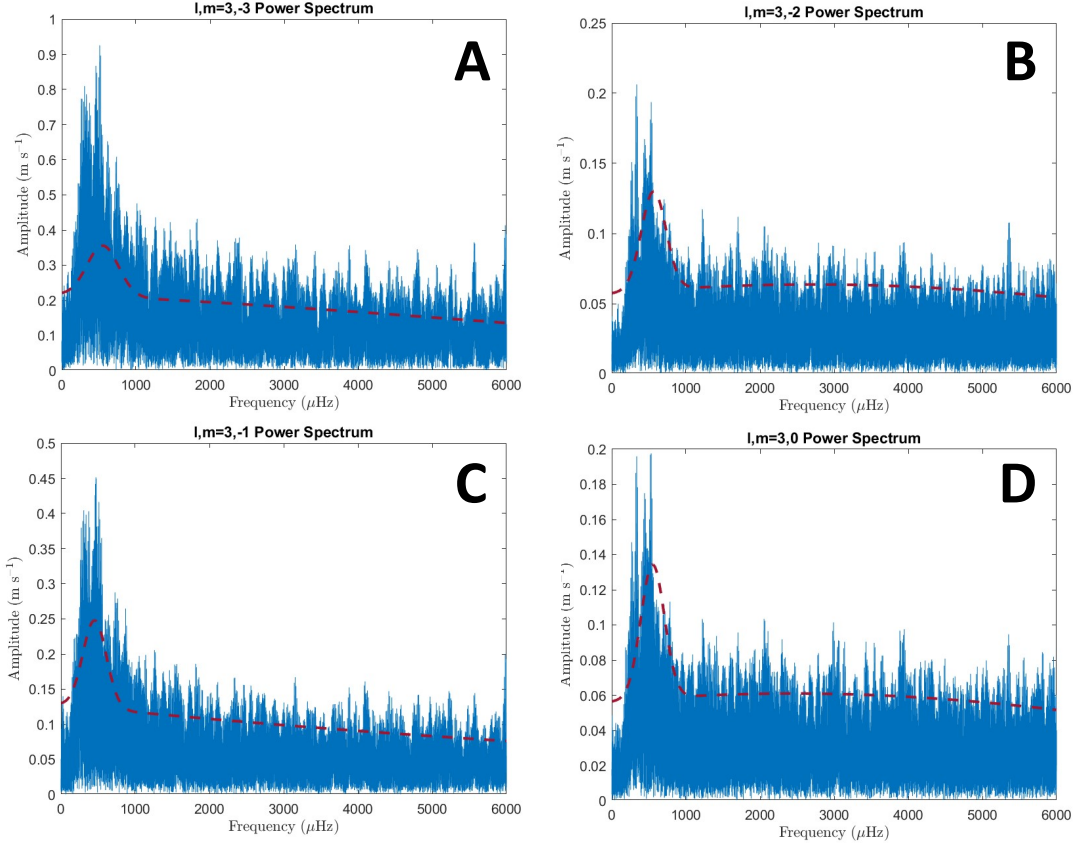 l,m=3,-3 Power Spectrum
A
Amplitude (m s⁻¹)
1
0.9
0.8
0.7
0.6
0.5
0.4
0.3
0.2
0.1
0
0 1000 2000 3000 4000 5000 6000
Frequency (μHz)
l,m=3,-2 Power Spectrum
B
Amplitude (m s⁻¹)
0.25
0.2
0.15
0.1
0.05
0
0 1000 2000 3000 4000 5000 6000
Frequency (μHz)
l,m=3,-1 Power Spectrum
C
Amplitude (m s⁻¹)
0.5
0.45
0.4
0.35
0.3
0.25
0.2
0.15
0.1
0.05
0
0 1000 2000 3000 4000 5000 6000
Frequency (μHz)
l,m=3,0 Power Spectrum
D
Amplitude (m s⁻¹)
0.2
0.18
0.16
0.14
0.12
0.1
0.08
0.06
0.04
0.02
0
0 1000 2000 3000 4000 5000 6000
Frequency (μHz)